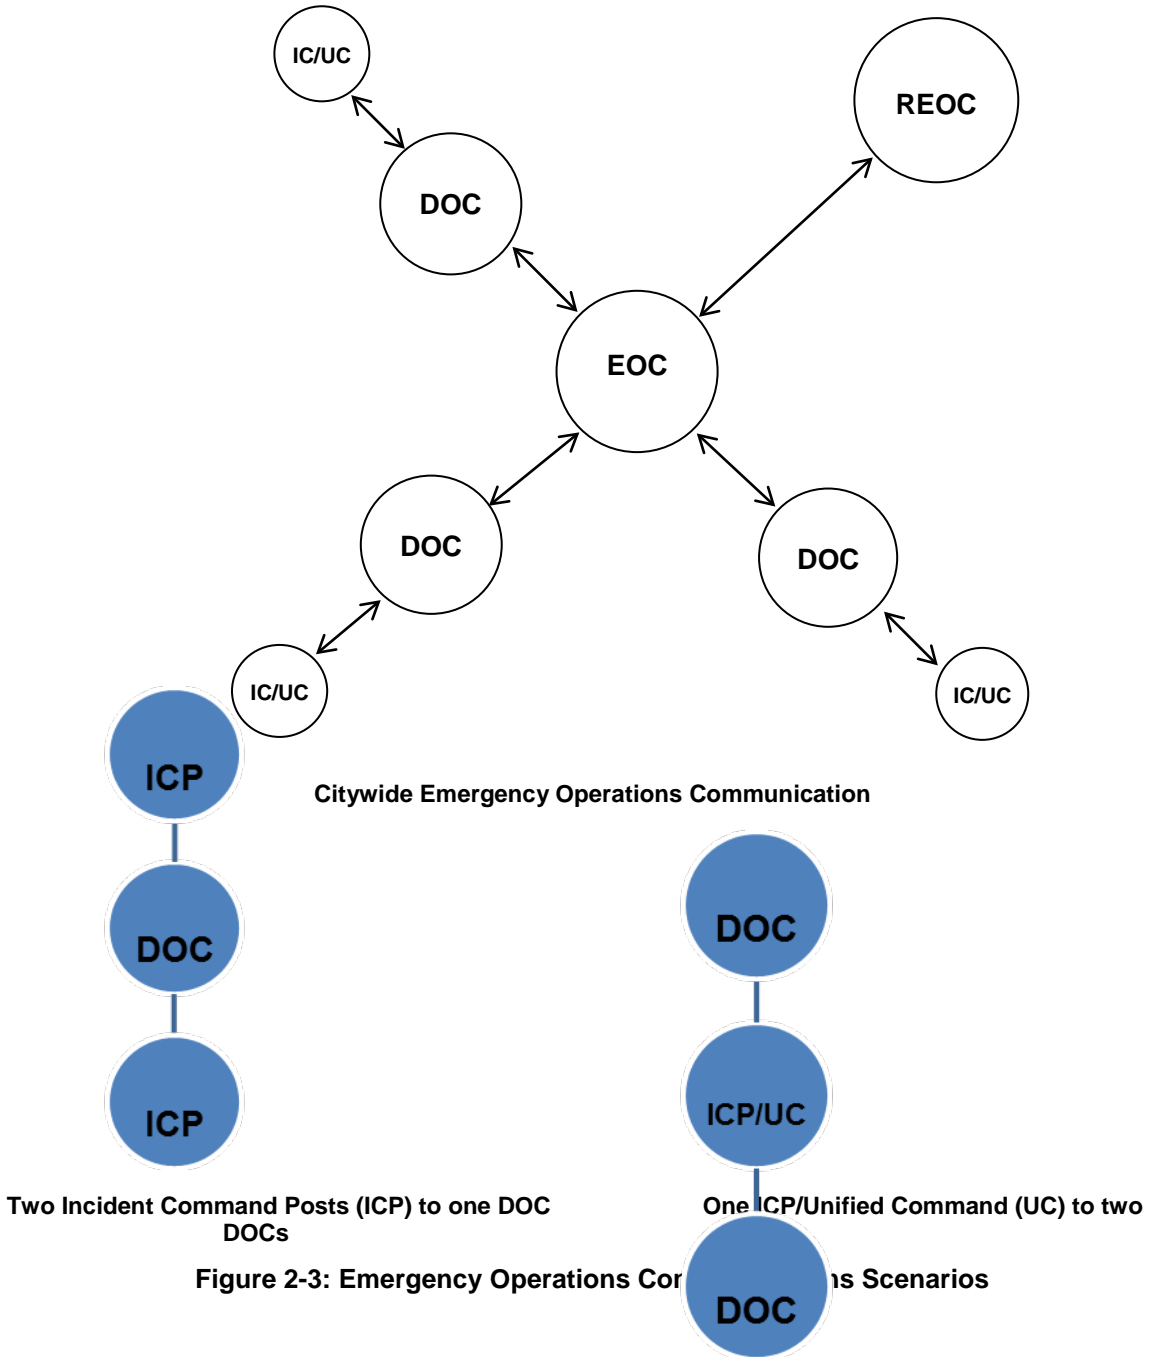 IC/UC
REOC
DOC
EOC
DOC
DOC
IC/UC
IC/UC
ICP
Citywide Emergency Operations Communication
DOC
DOC
ICP
ICP/UC
Two Incident Command Posts (ICP) to one DOC
One ICP/Unified Command (UC) to two
DOCs
Figure 2-3: Emergency Operations Scenarios
DOC